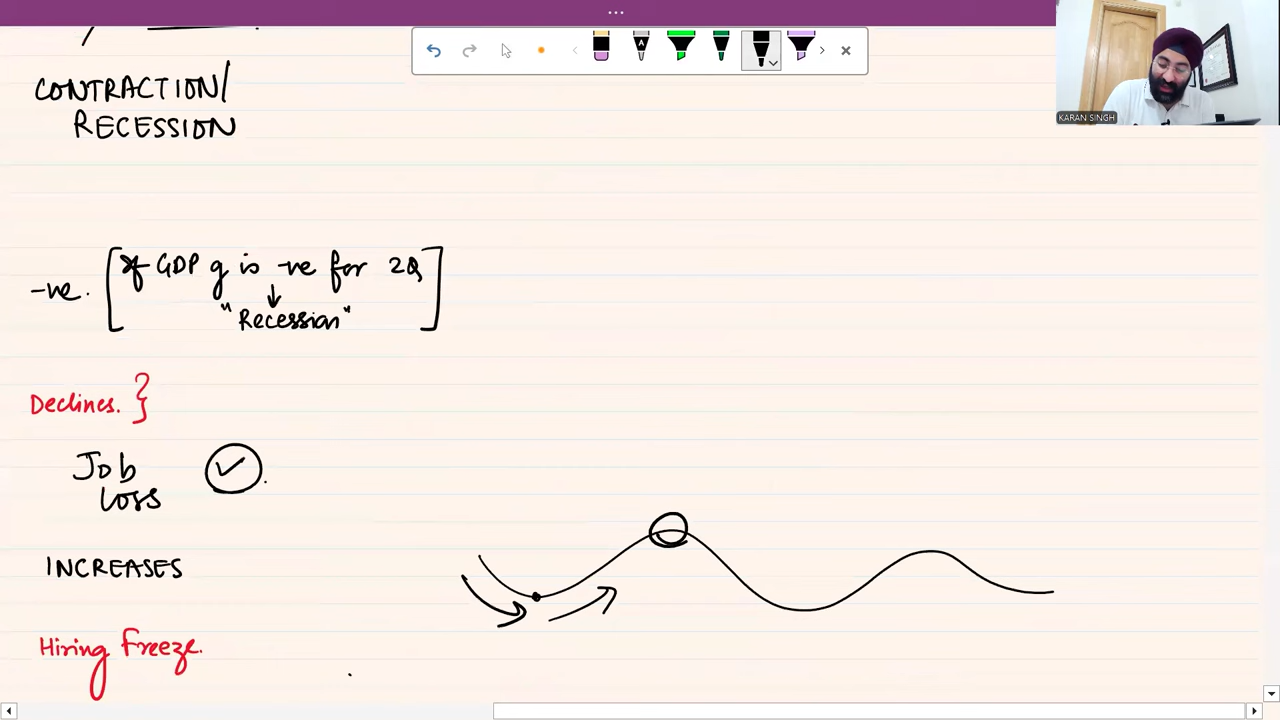 CONTRACTION/
RECESSION
-ve. [If GDP g is -ve for 2Q]
"Recession"
Declines. }
Job
Loss
INCREASES
Hiring Freeze.
KARAN SINGH